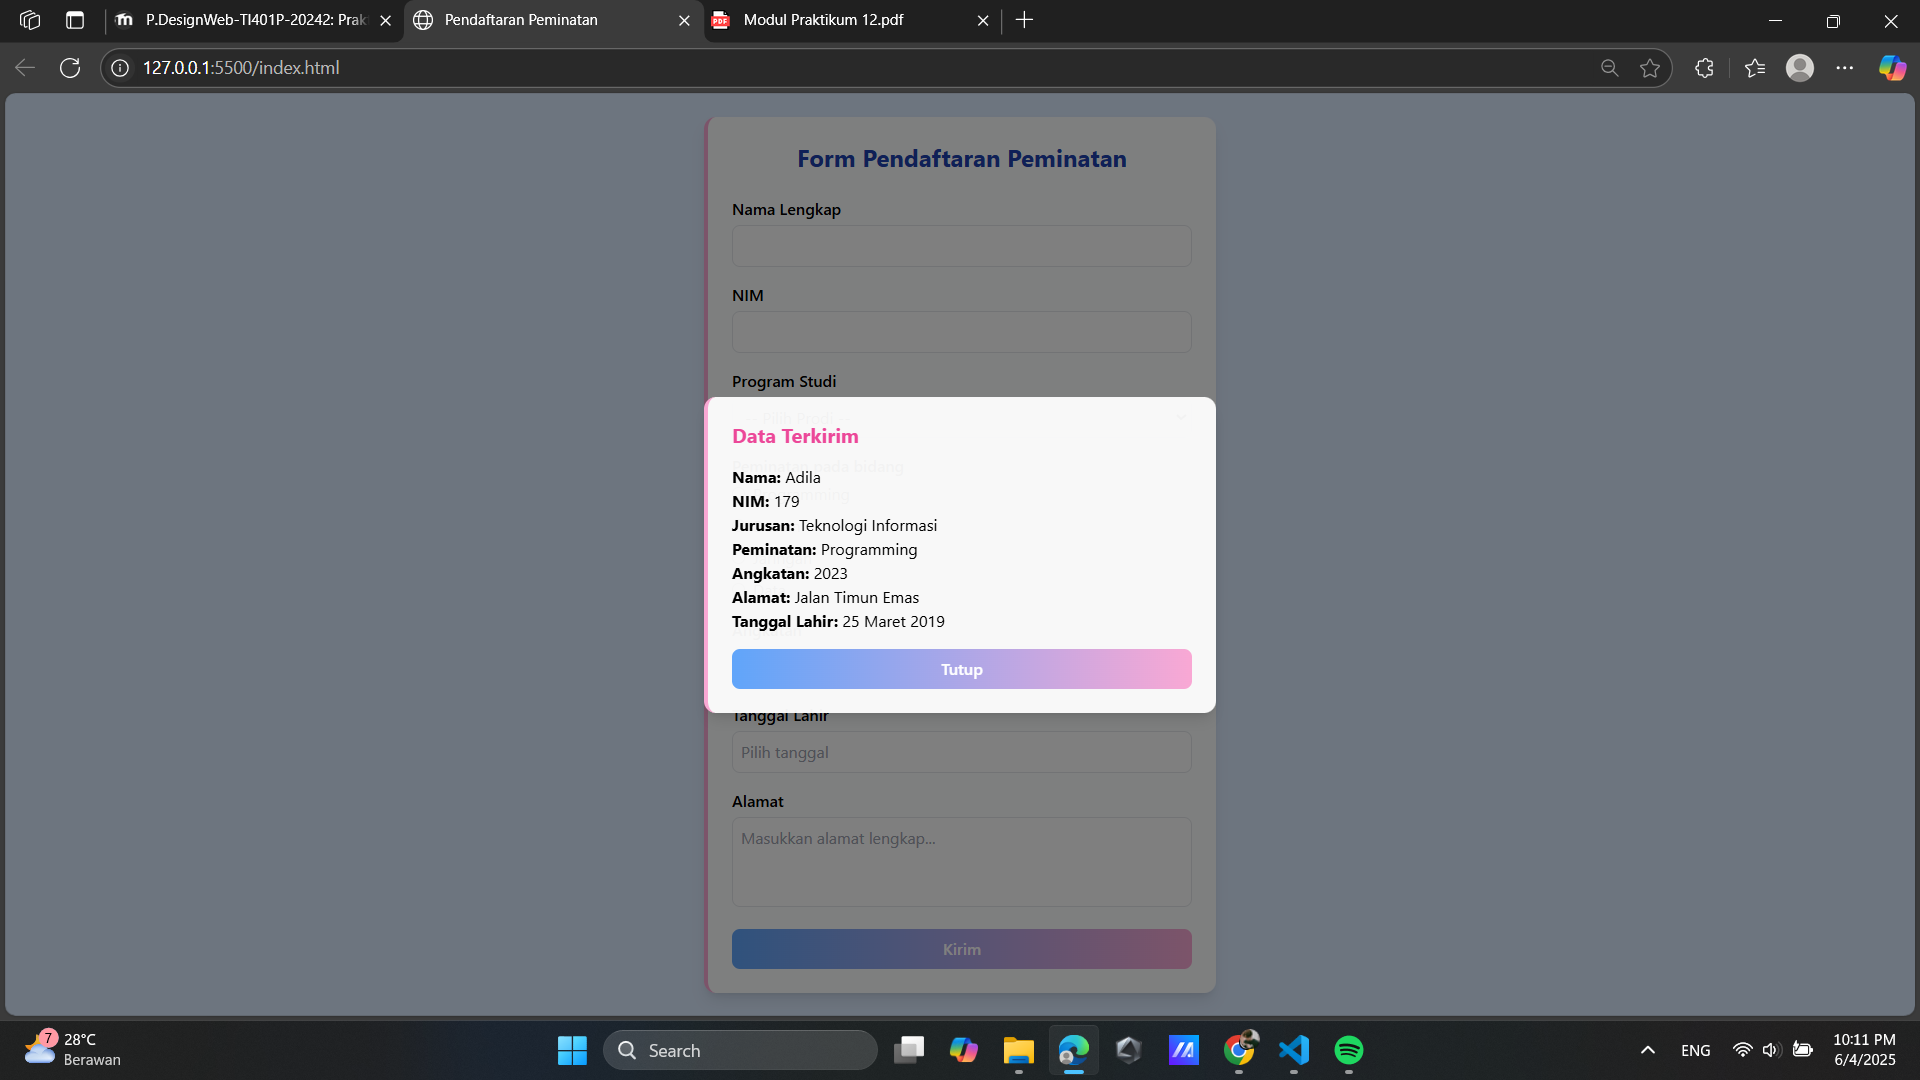 P.DesignWeb-TI401P-20242: Prak
Pendaftaran Peminatan
Modul Praktikum 12.pdf
127.0.0.1:5500/index.html
Form Pendaftaran Peminatan
Nama Lengkap
NIM
Program Studi
Data Terkirim
Nama: Adila
NIM: 179
Jurusan: Teknologi Informasi
Peminatan: Programming
Angkatan: 2023
Alamat: Jalan Timun Emas
Tanggal Lahir: 25 Maret 2019
Tutup
Tanggal Lahir
Pilih tanggal
Alamat
Masukkan alamat lengkap...
Kirim
7
28°C
Berawan
Search
ENG
10:11 PM
6/4/2025